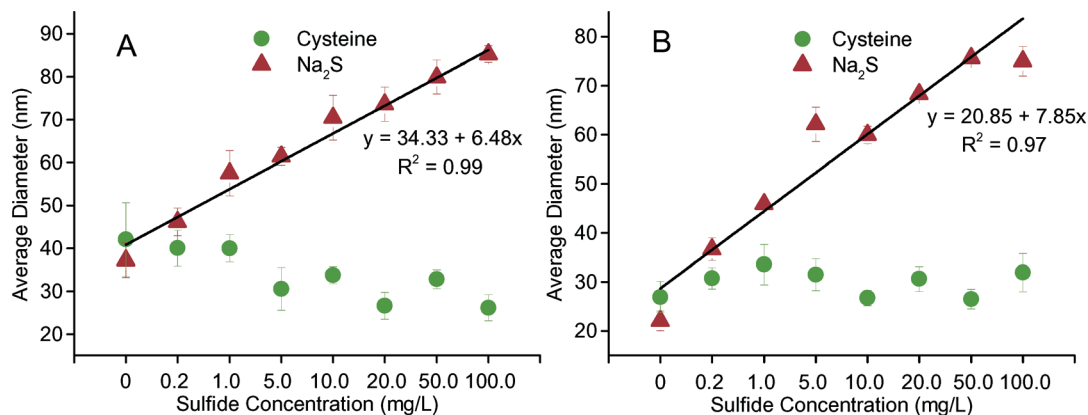 A
Cysteine
Na₂S
y = 34.33 + 6.48x
R² = 0.99
Average Diameter (nm)
90
80
70
60
50
40
30
20
0 0.2 1.0 5.0 10.0 20.0 50.0 100.0
Sulfide Concentration (mg/L)
B
Cysteine
Na₂S
y = 20.85 + 7.85x
R² = 0.97
Average Diameter (nm)
80
70
60
50
40
30
20
0 0.2 1.0 5.0 10.0 20.0 50.0 100.0
Sulfide Concentration (mg/L)